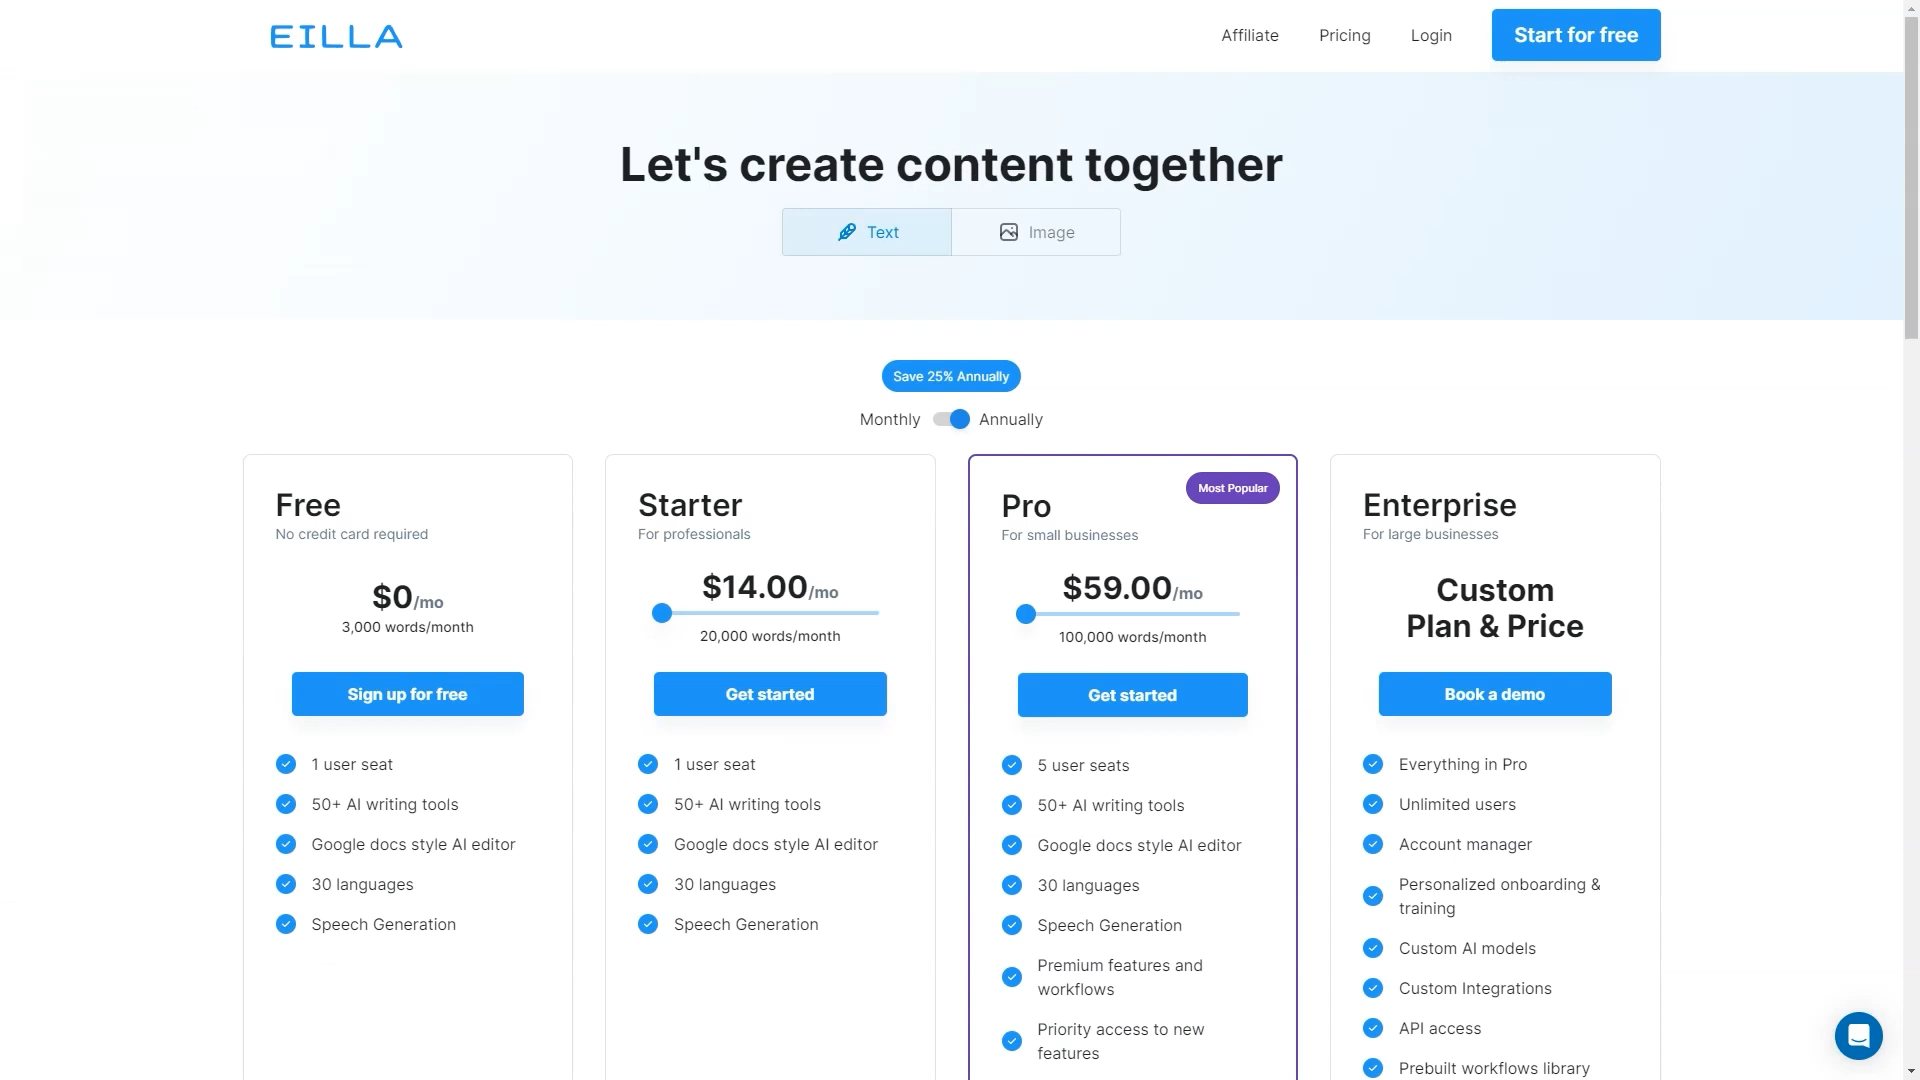 EILLA
Affiliate
Pricing
Login
Start for free
Let's create content together
Text
Image
Save 25% Annually
Monthly
Annually
Free
No credit card required
$0/mo
3,000 words/month
Sign up for free
1 user seat
50+ AI writing tools
Google docs style AI editor
30 languages
Speech Generation
Starter
For professionals
$14.00/mo
20,000 words/month
Get started
1 user seat
50+ AI writing tools
Google docs style AI editor
30 languages
Speech Generation
Most Popular
Pro
For small businesses
$59.00/mo
100,000 words/month
Get started
5 user seats
50+ AI writing tools
Google docs style AI editor
30 languages
Speech Generation
Premium features and
workflows
Priority access to new
features
Enterprise
For large businesses
Custom
Plan & Price
Book a demo
Everything in Pro
Unlimited users
Account manager
Personalized onboarding &
training
Custom AI models
Custom Integrations
API access
Prebuilt workflows library